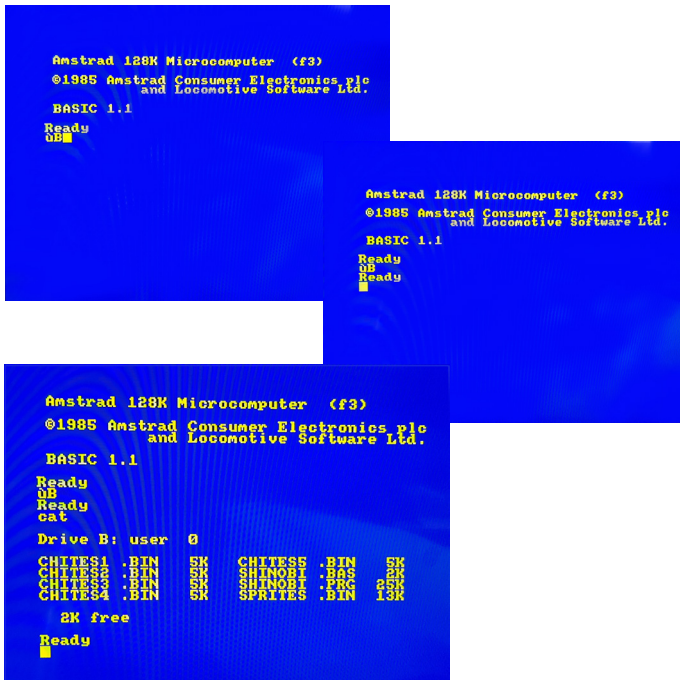 Amstrad 128K Microcomputer (f3)
©1985 Amstrad Consumer Electronics plc
and Locomotive Software Ltd.
BASIC 1.1
Ready
ùB
Amstrad 128K Microcomputer (f3)
©1985 Amstrad Consumer Electronics plc
and Locomotive Software Ltd.
BASIC 1.1
Ready
ùB
Ready
Amstrad 128K Microcomputer (f3)
©1985 Amstrad Consumer Electronics plc
and Locomotive Software Ltd.
BASIC 1.1
Ready
ùB
Ready
cat
Drive B: user 0
CHITES1 .BIN 5K CHITES5 .BIN 5K
CHITES2 .BIN 5K SHINOBI .BAS 2K
CHITES3 .BIN 5K SHINOBI .PRG 25K
CHITES4 .BIN 5K SPRITES .BIN 13K
2K free
Ready